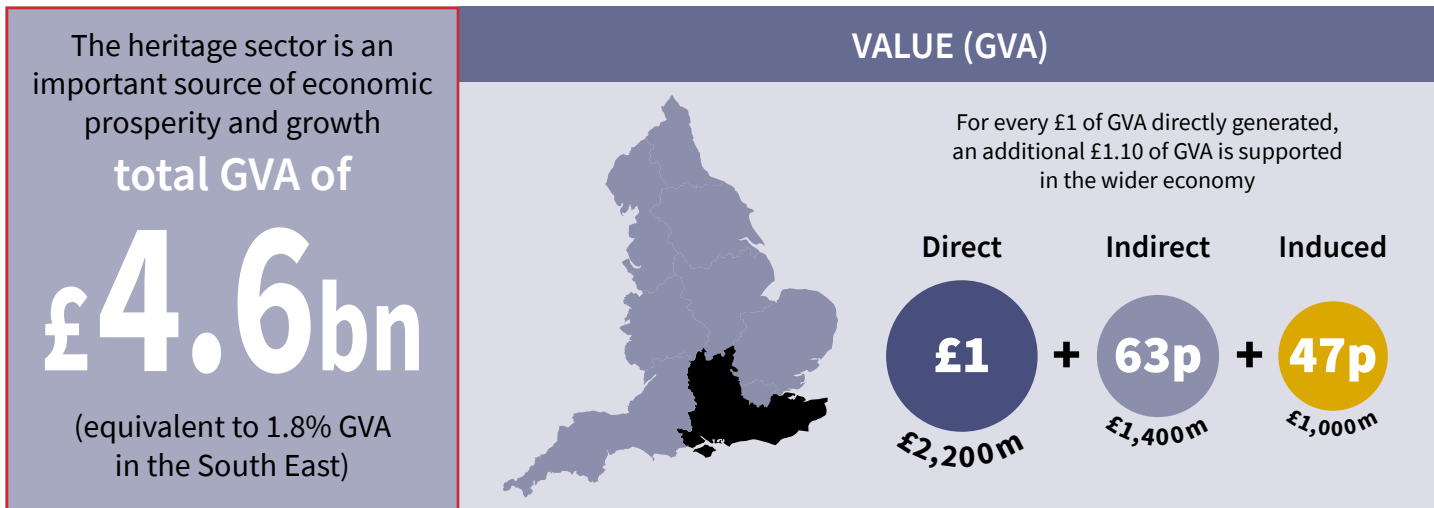 The heritage sector is an
important source of economic
prosperity and growth
total GVA of
£4.6bn
(equivalent to 1.8% GVA
in the South East)
VALUE (GVA)
For every £1 of GVA directly generated,
an additional £1.10 of GVA is supported
in the wider economy
Direct Indirect Induced
£1 + 63p + 47p
£2,200m £1,400m £1,000m